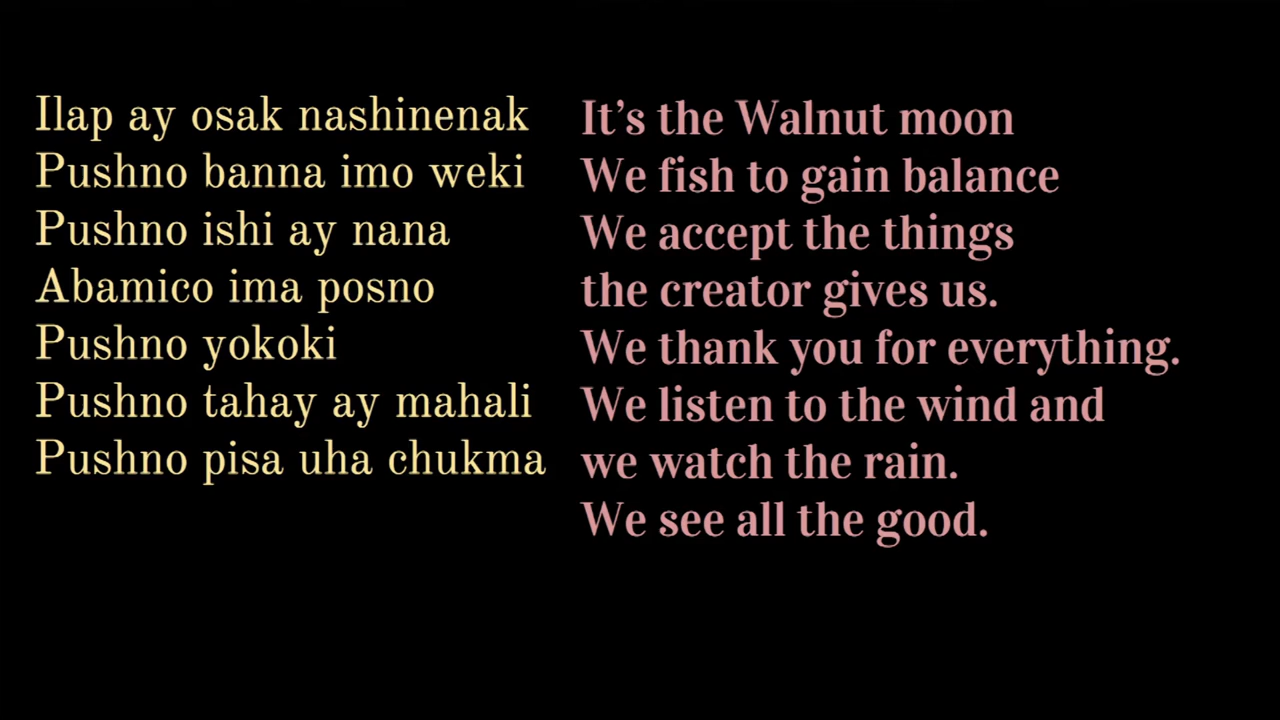 Ilap ay osak nashinenak
Pushno banna imo weki
Pushno ishi ay nana
Abamico ima posno
Pushno yokoki
Pushno tahay ay mahali
Pushno pisa uha chukma
It’s the Walnut moon
We fish to gain balance
We accept the things
the creator gives us.
We thank you for everything.
We listen to the wind and
we watch the rain.
We see all the good.